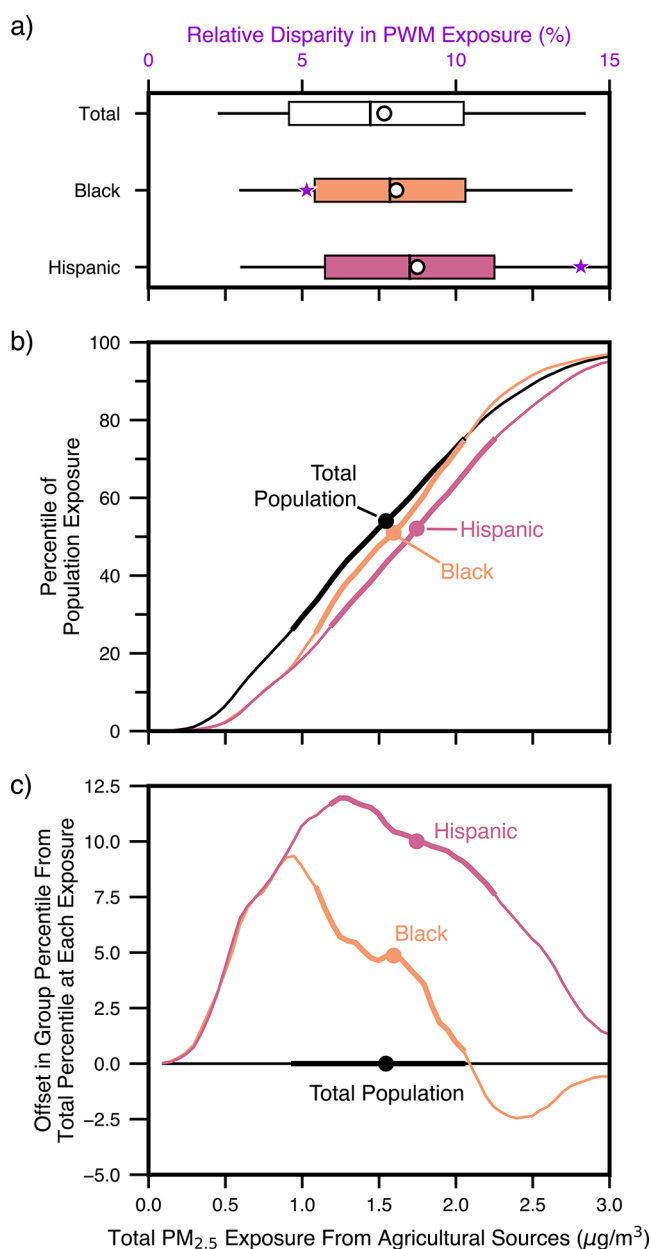 a)
Relative Disparity in PWM Exposure (%)
0 5 10 15
Total
Black
Hispanic
b)
Percentile of
Population Exposure
100
80
60
40
20
0
Total
Population
Hispanic
Black
c)
Offset in Group Percentile From
Total Percentile at Each Exposure
12.5
10.0
7.5
5.0
2.5
0.0
−2.5
−5.0
Hispanic
Black
Total Population
0.0 0.5 1.0 1.5 2.0 2.5 3.0
Total PM2.5 Exposure From Agricultural Sources (μg/m³)